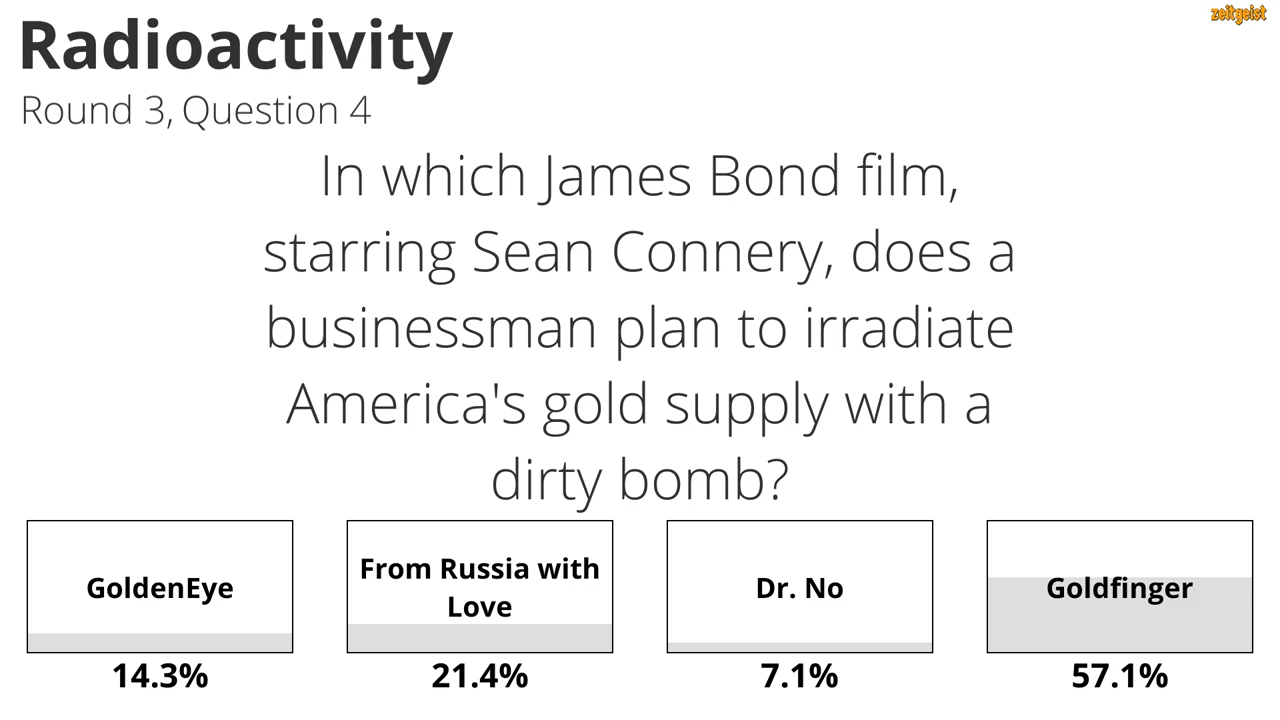 zeitgeist
Radioactivity
Round 3, Question 4
In which James Bond film,
starring Sean Connery, does a
businessman plan to irradiate
America's gold supply with a
dirty bomb?
GoldenEye
From Russia with
Love
Dr. No
Goldfinger
14.3%
21.4%
7.1%
57.1%